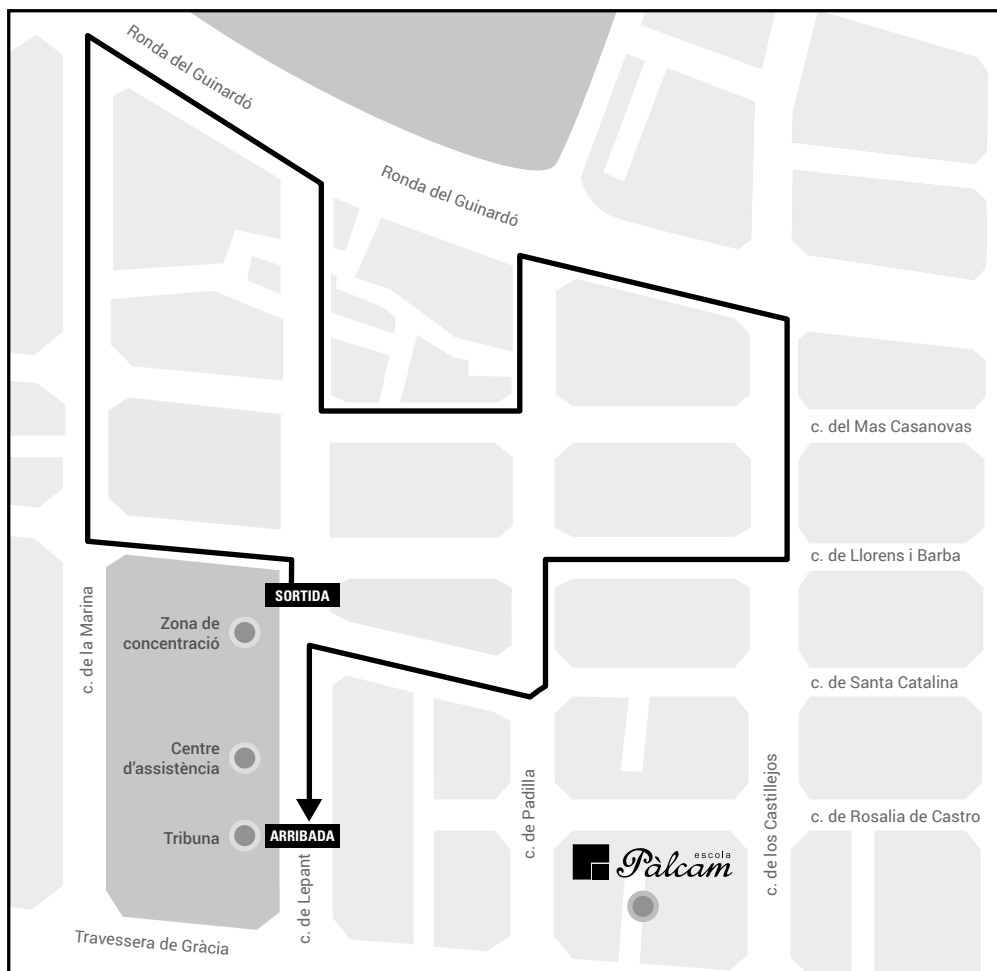 Ronda del Guinardó
Ronda del Guinardó
c. del Mas Casanovas
c. de Llorens i Barba
SORTIDA
Zona de
concentració
c. de la Marina
c. de Santa Catalina
Centre
d'assistència
c. de Padilla
c. de los Castillejos
c. de Rosalia de Castro
Tribuna
ARRIBADA
c. de Lepant
escola
Pàlcam
Travessera de Gràcia